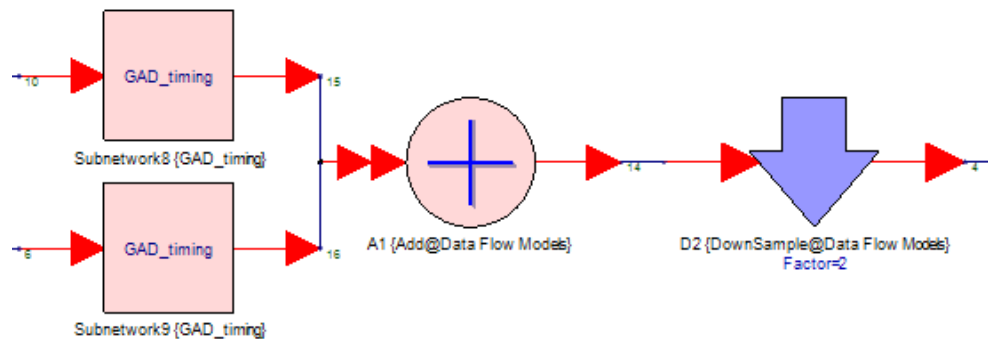 GAD_timing
10
15
Subnetwork8 {GAD_timing}
14
4
A1 {Add@Data Flow Models}
D2 {DownSample@Data Flow Models}
Factor=2
GAD_timing
6
16
Subnetwork9 {GAD_timing}